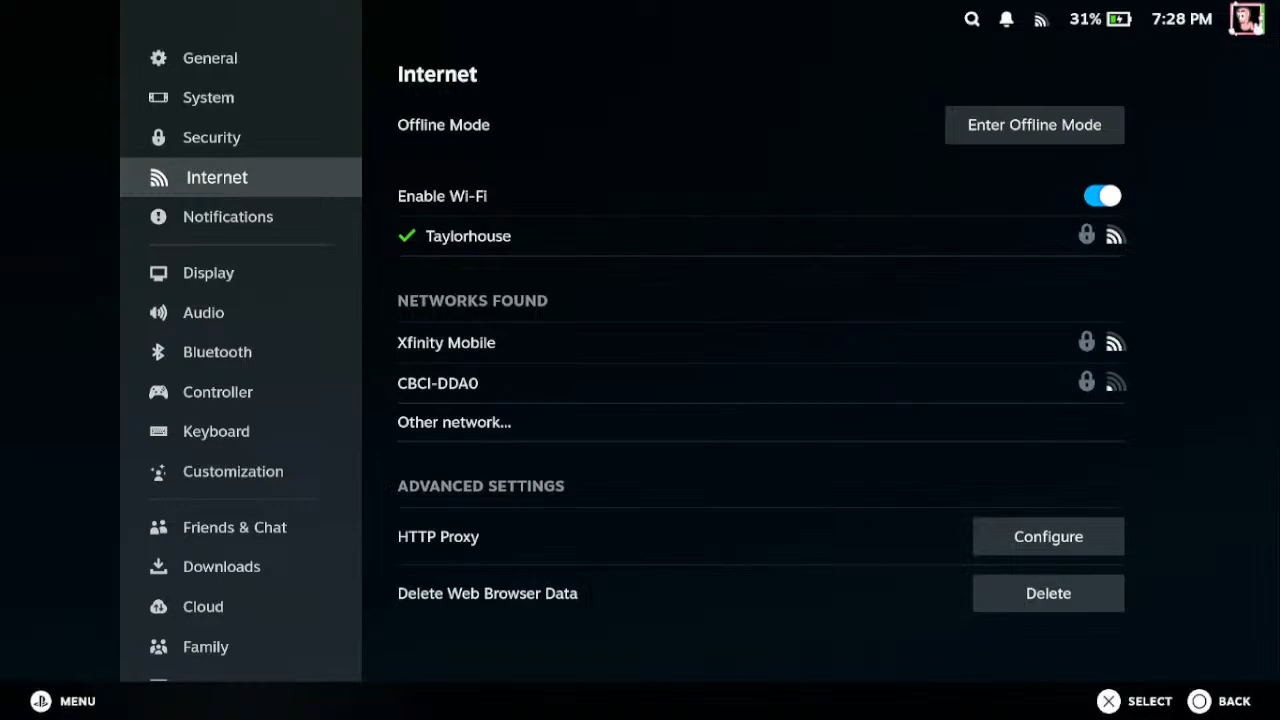 31%
7:28 PM
General
System
Security
Internet
Notifications
Display
Audio
Bluetooth
Controller
Keyboard
Customization
Friends & Chat
Downloads
Cloud
Family
Internet
Offline Mode
Enter Offline Mode
Enable Wi-Fi
Taylorhouse
NETWORKS FOUND
Xfinity Mobile
CBCI-DDA0
Other network...
ADVANCED SETTINGS
HTTP Proxy
Configure
Delete Web Browser Data
Delete
MENU
SELECT
BACK